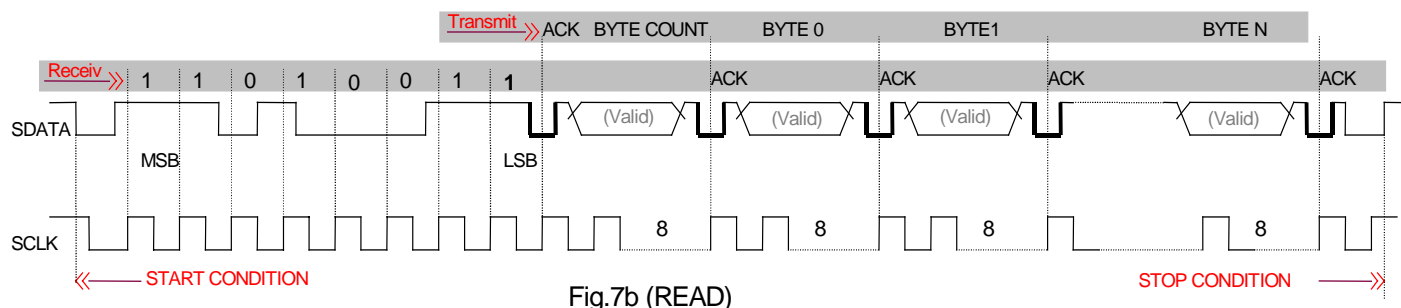 Transmit ACK BYTE COUNT BYTE 0 BYTE1 BYTE N
Receiv 1 1 0 1 0 0 1 1 ACK ACK ACK ACK
SDATA (Valid) (Valid) (Valid) (Valid)
MSB LSB
SCLK 8 8 8 8
START CONDITION STOP CONDITION
Fig.7b (READ)